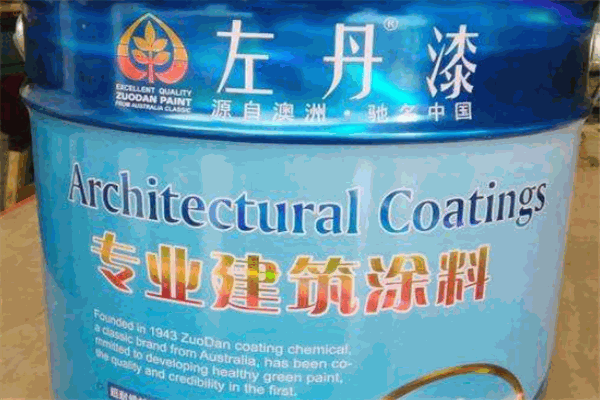 左丹漆®
EXCELLENT QUALITY
ZUODAN PAINT
FROM AUSTRALIA CLASSIC
源自澳洲·驰名中国
Architectural Coatings
专业建筑涂料
Founded in 1943 ZuoDan coating chemical,
a classic brand from Australia, has been co-
mmitted to developing healthy green paint,
the quality and credibility in the first.